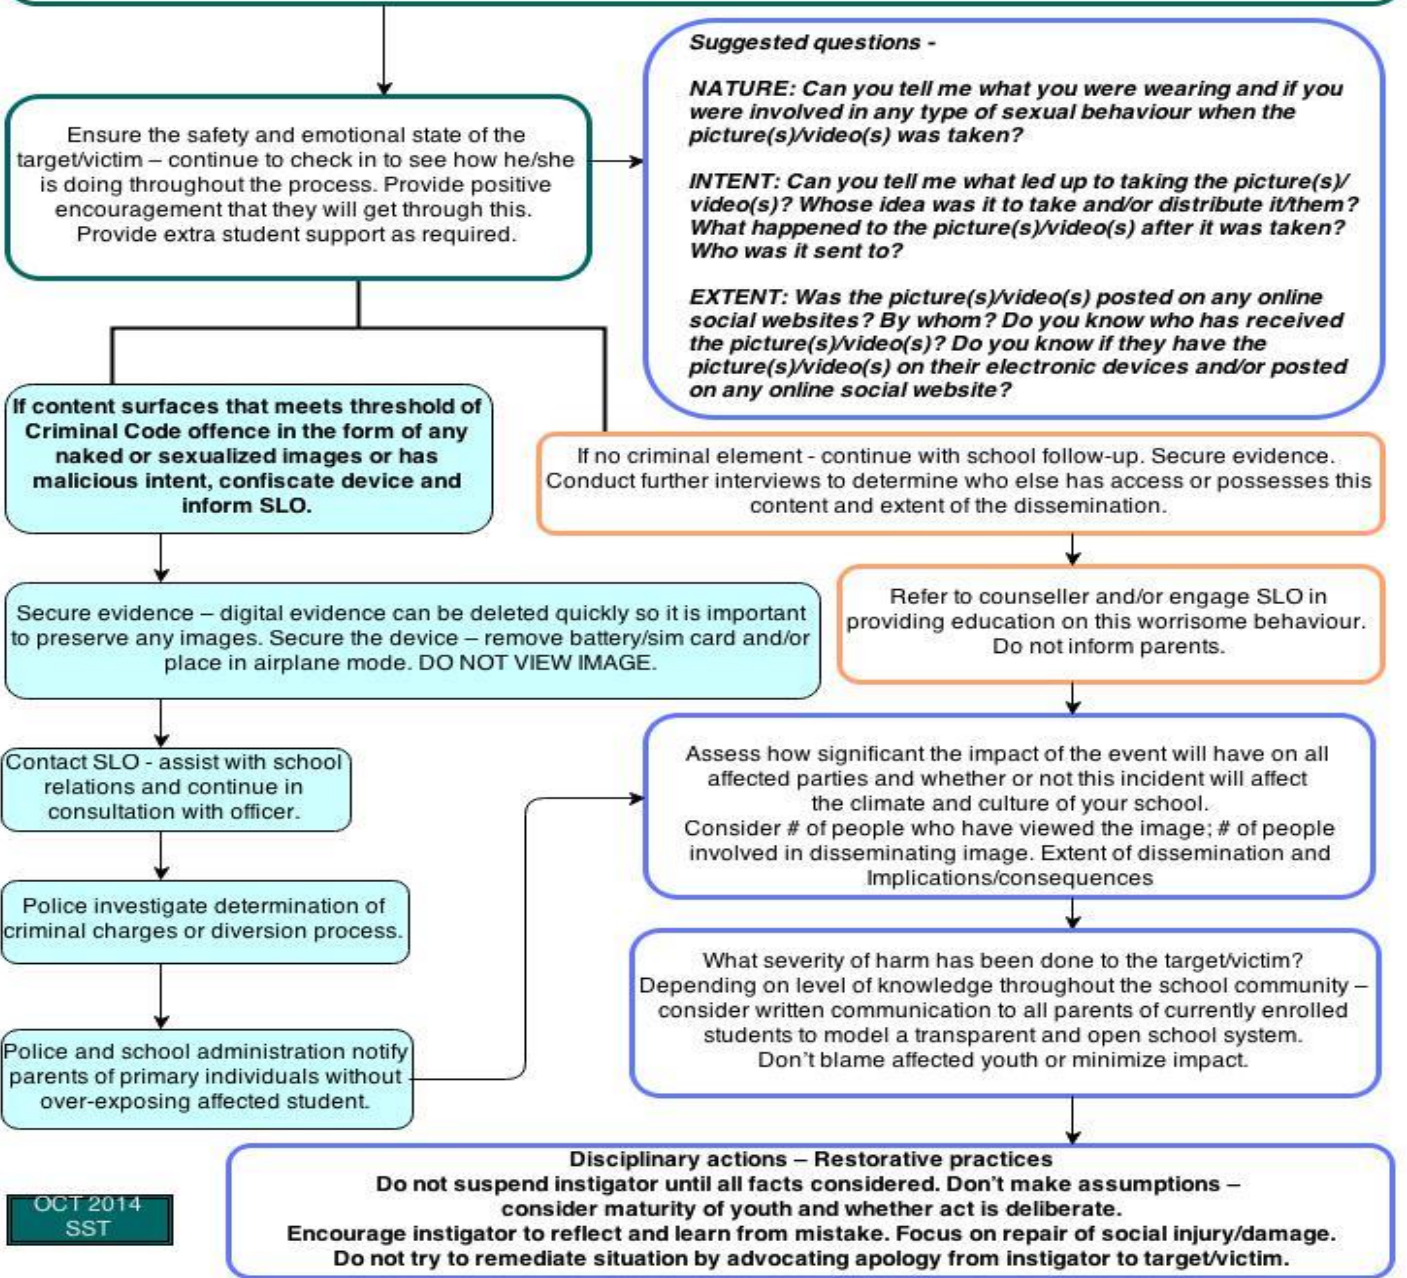 Suggested questions -
NATURE: Can you tell me what you were wearing and if you
were involved in any type of sexual behaviour when the
picture(s)/video(s) was taken?
INTENT: Can you tell me what led up to taking the picture(s)/
video(s)? Whose idea was it to take and/or distribute it/them?
What happened to the picture(s)/video(s) after it was taken?
Who was it sent to?
EXTENT: Was the picture(s)/video(s) posted on any online
social websites? By whom? Do you know who has received
the picture(s)/video(s)? Do you know if they have the
picture(s)/video(s) on their electronic devices and/or posted
on any online social website?
Ensure the safety and emotional state of the
target/victim – continue to check in to see how he/she
is doing throughout the process. Provide positive
encouragement that they will get through this.
Provide extra student support as required.
If content surfaces that meets threshold of
Criminal Code offence in the form of any
naked or sexualized images or has
malicious intent, confiscate device and
inform SLO.
If no criminal element - continue with school follow-up. Secure evidence.
Conduct further interviews to determine who else has access or possesses this
content and extent of the dissemination.
Secure evidence – digital evidence can be deleted quickly so it is important
to preserve any images. Secure the device – remove battery/sim card and/or
place in airplane mode. DO NOT VIEW IMAGE.
Refer to counseller and/or engage SLO in
providing education on this worrisome behaviour.
Do not inform parents.
Contact SLO - assist with school
relations and continue in
consultation with officer.
Assess how significant the impact of the event will have on all
affected parties and whether or not this incident will affect
the climate and culture of your school.
Consider # of people who have viewed the image; # of people
involved in disseminating image. Extent of dissemination and
Implications/consequences
Police investigate determination of
criminal charges or diversion process.
What severity of harm has been done to the target/victim?
Depending on level of knowledge throughout the school community –
consider written communication to all parents of currently enrolled
students to model a transparent and open school system.
Don't blame affected youth or minimize impact.
Police and school administration notify
parents of primary individuals without
over-exposing affected student.
Disciplinary actions – Restorative practices
Do not suspend instigator until all facts considered. Don't make assumptions –
consider maturity of youth and whether act is deliberate.
Encourage instigator to reflect and learn from mistake. Focus on repair of social injury/damage.
Do not try to remediate situation by advocating apology from instigator to target/victim.
OCT 2014
SST